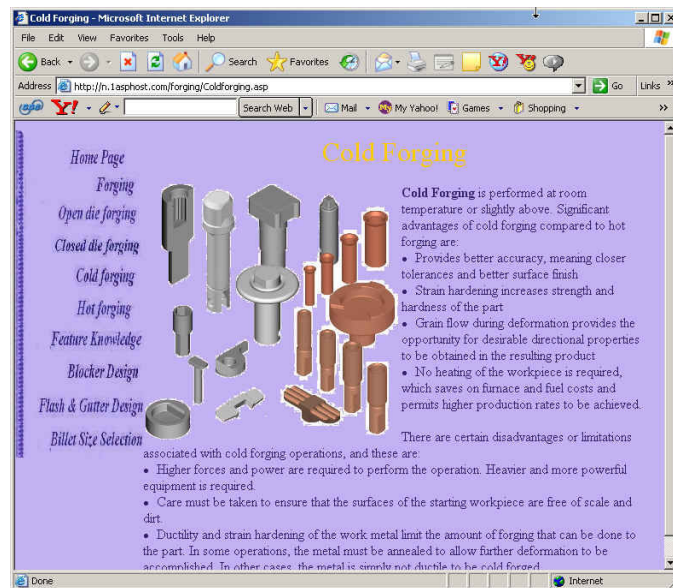 Cold Forging - Microsoft Internet Explorer
File Edit View Favorites Tools Help
Back Search Favorites
Address http://n.1asphost.com/forging/Coldforging.asp Go Links »
Y! Search Web Mail My Yahoo! Games Shopping »
Cold Forging
Home Page
Forging
Open die forging
Closed die forging
Cold forging
Hot forging
Feature Knowledge
Blocker Design
Flash & Gutter Design
Billet Size Selection
Cold Forging is performed at room
temperature or slightly above. Significant
advantages of cold forging compared to hot
forging are:
• Provides better accuracy, meaning closer
tolerances and better surface finish
• Strain hardening increases strength and
hardness of the part
• Grain flow during deformation provides the
opportunity for desirable directional properties
to be obtained in the resulting product
• No heating of the workpiece is required,
which saves on furnace and fuel costs and
permits higher production rates to be achieved.
There are certain disadvantages or limitations
associated with cold forging operations, and these are:
• Higher forces and power are required to perform the operation. Heavier and more powerful
equipment is required.
• Care must be taken to ensure that the surfaces of the starting workpiece are free of scale and
dirt.
• Ductility and strain hardening of the work metal limit the amount of forging that can be done to
the part. In some operations, the metal must be annealed to allow further deformation to be
accomplished. In other cases, the metal is simply not ductile to be cold forged.
Done Internet